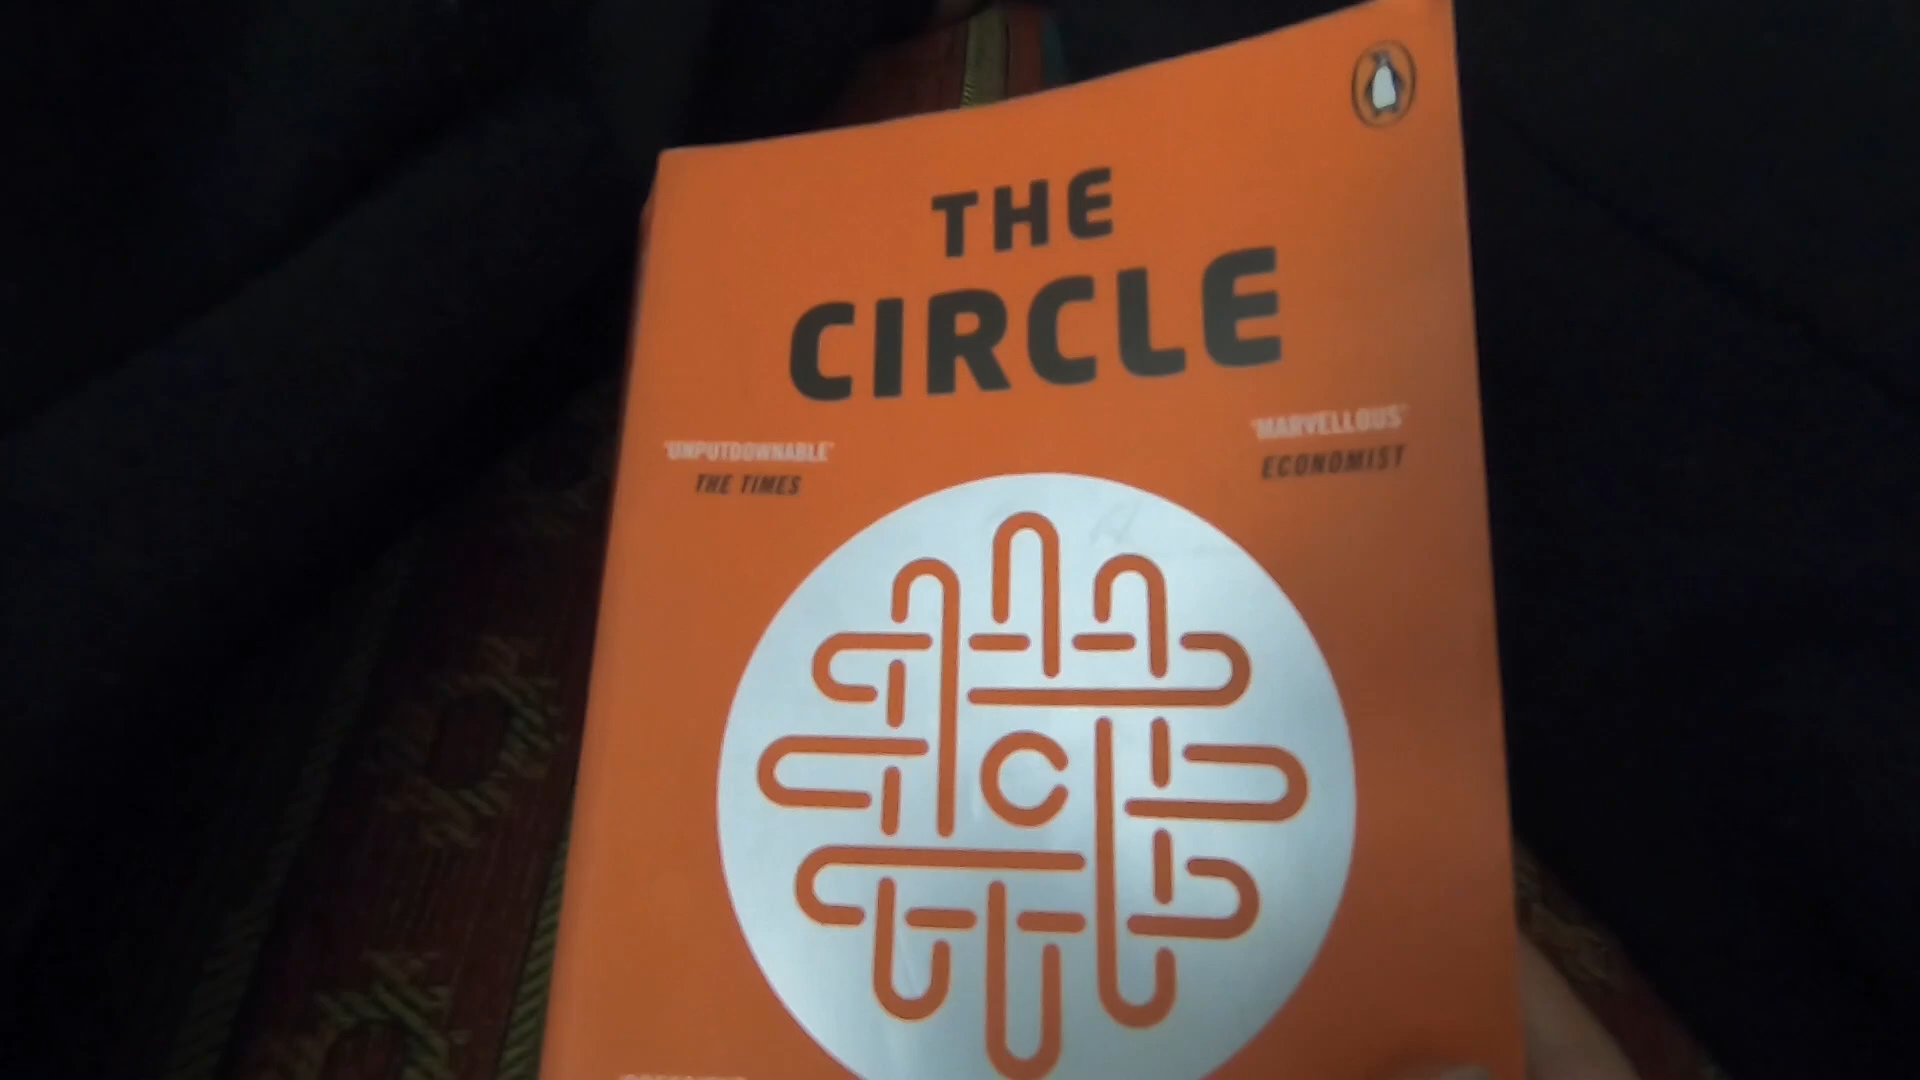 THE
CIRCLE
'UNPUTDOWNABLE'
THE TIMES
'MARVELLOUS'
ECONOMIST
C